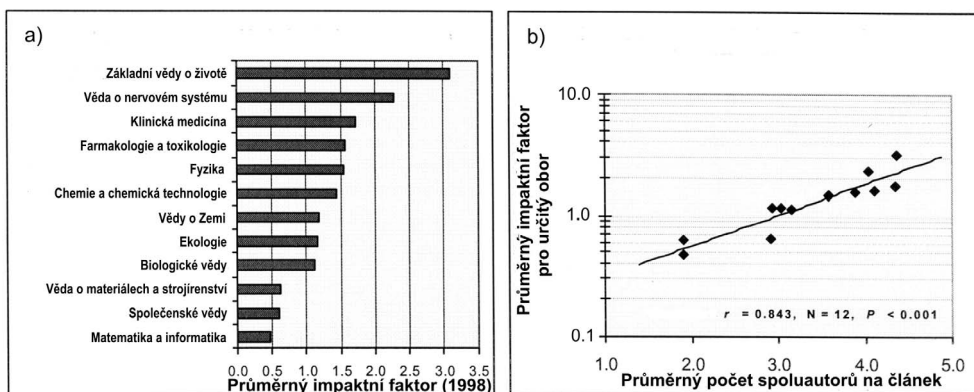 a)
Základní vědy o životě
Věda o nervovém systému
Klinická medicina
Farmakologie a toxikologie
Fyzika
Chemie a chemická technologie
Vědy o Zemi
Ekologie
Biologické vědy
Věda o materiálech a strojírenství
Společenské vědy
Matematika a informatika
0.0 0.5 1.0 1.5 2.0 2.5 3.0 3.5
Průměrný impaktní faktor (1998)
b)
Průměrný impaktní faktor
pro určitý obor
10.0
1.0
0.1
r = 0.843, N = 12, P < 0.001
1.0 2.0 3.0 4.0 5.0
Průměrný počet spoluautorů na článek